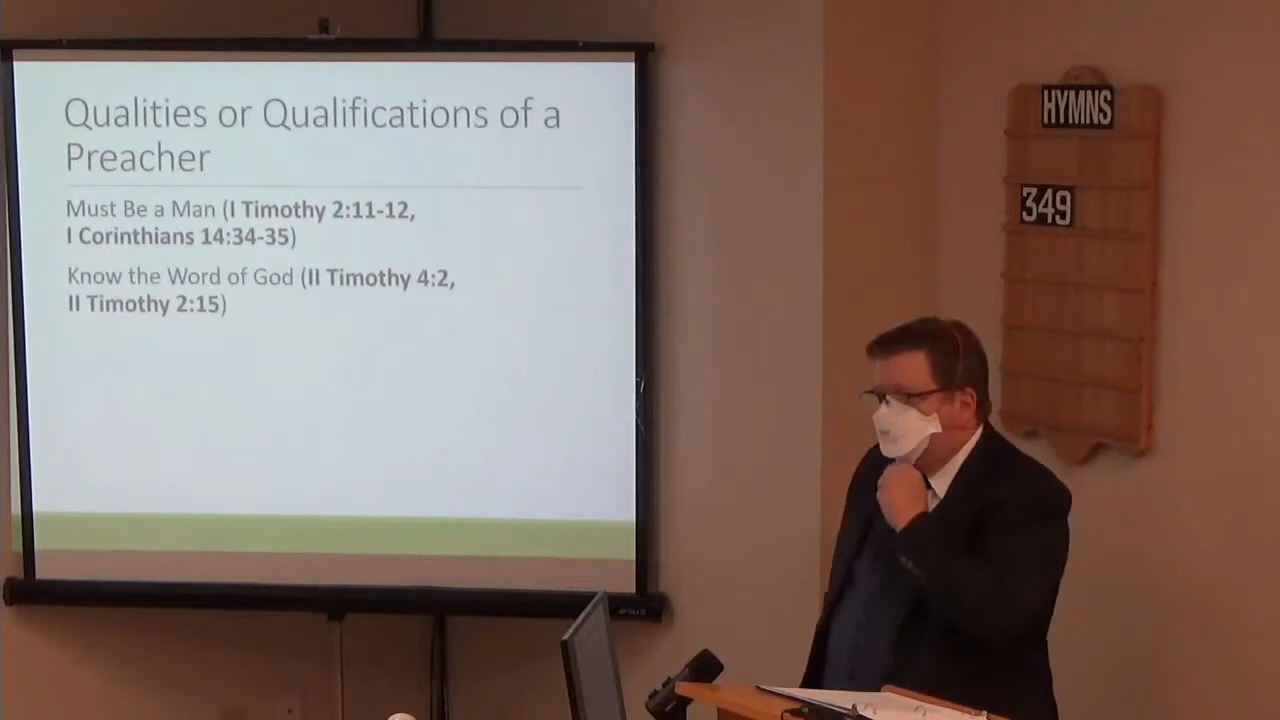 Qualities or Qualifications of a
Preacher
Must Be a Man (I Timothy 2:11-12,
I Corinthians 14:34-35)
Know the Word of God (II Timothy 4:2,
II Timothy 2:15)
HYMNS
349
APOLLO